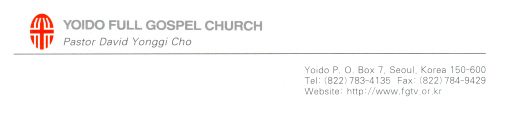 YOIDO FULL GOSPEL CHURCH
Pastor David Yonggi Cho
Yoido P. O. Box 7, Seoul, Korea 150-600
Tel: (822) 783-4135 Fax: (822) 784-9429
Website: http://www.fgtv.or.kr